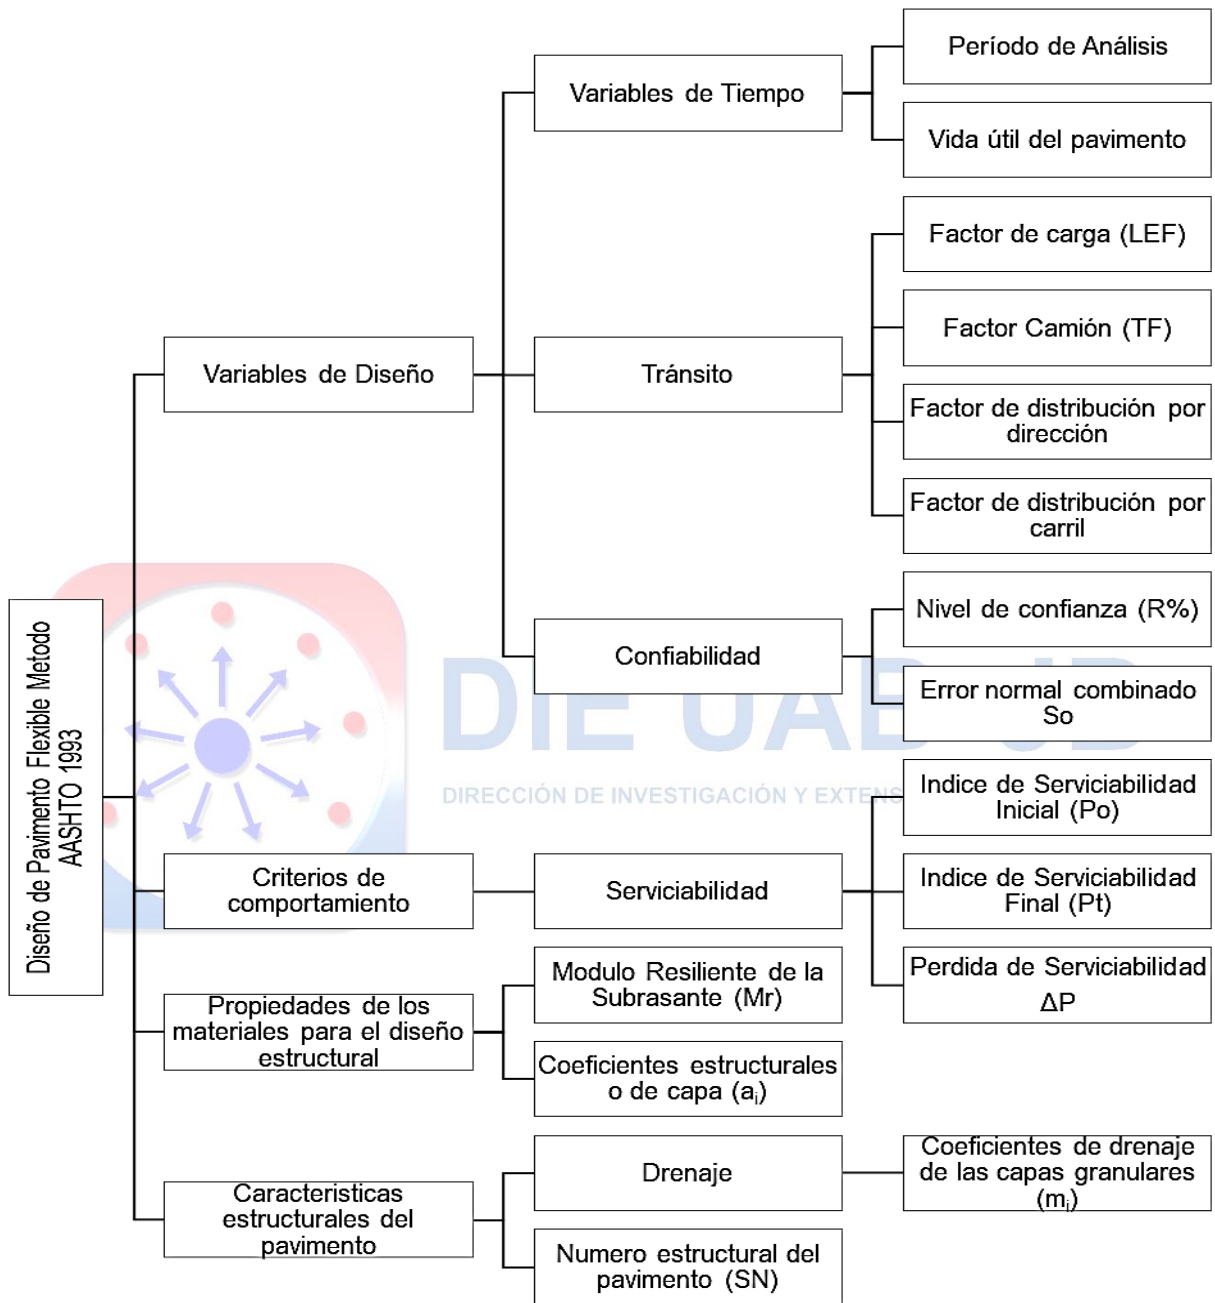 Diseño de Pavimento Flexible Metodo
AASHTO 1993
Variables de Diseño
Variables de Tiempo
Período de Análisis
Vida útil del pavimento
Tránsito
Factor de carga (LEF)
Factor Camión (TF)
Factor de distribución por
dirección
Factor de distribución por
carril
Confiabilidad
Nivel de confianza (R%)
Error normal combinado
So
Criterios de
comportamiento
Serviciabilidad
Indice de Serviciabilidad
Inicial (Po)
Indice de Serviciabilidad
Final (Pt)
Perdida de Serviciabilidad
ΔP
Propiedades de los
materiales para el diseño
estructural
Modulo Resiliente de la
Subrasante (Mr)
Coeficientes estructurales
o de capa (aᵢ)
Caracteristicas
estructurales del
pavimento
Drenaje
Coeficientes de drenaje
de las capas granulares
(mᵢ)
Numero estructural del
pavimento (SN)
DIE UAB JB
DIRECCIÓN DE INVESTIGACIÓN Y